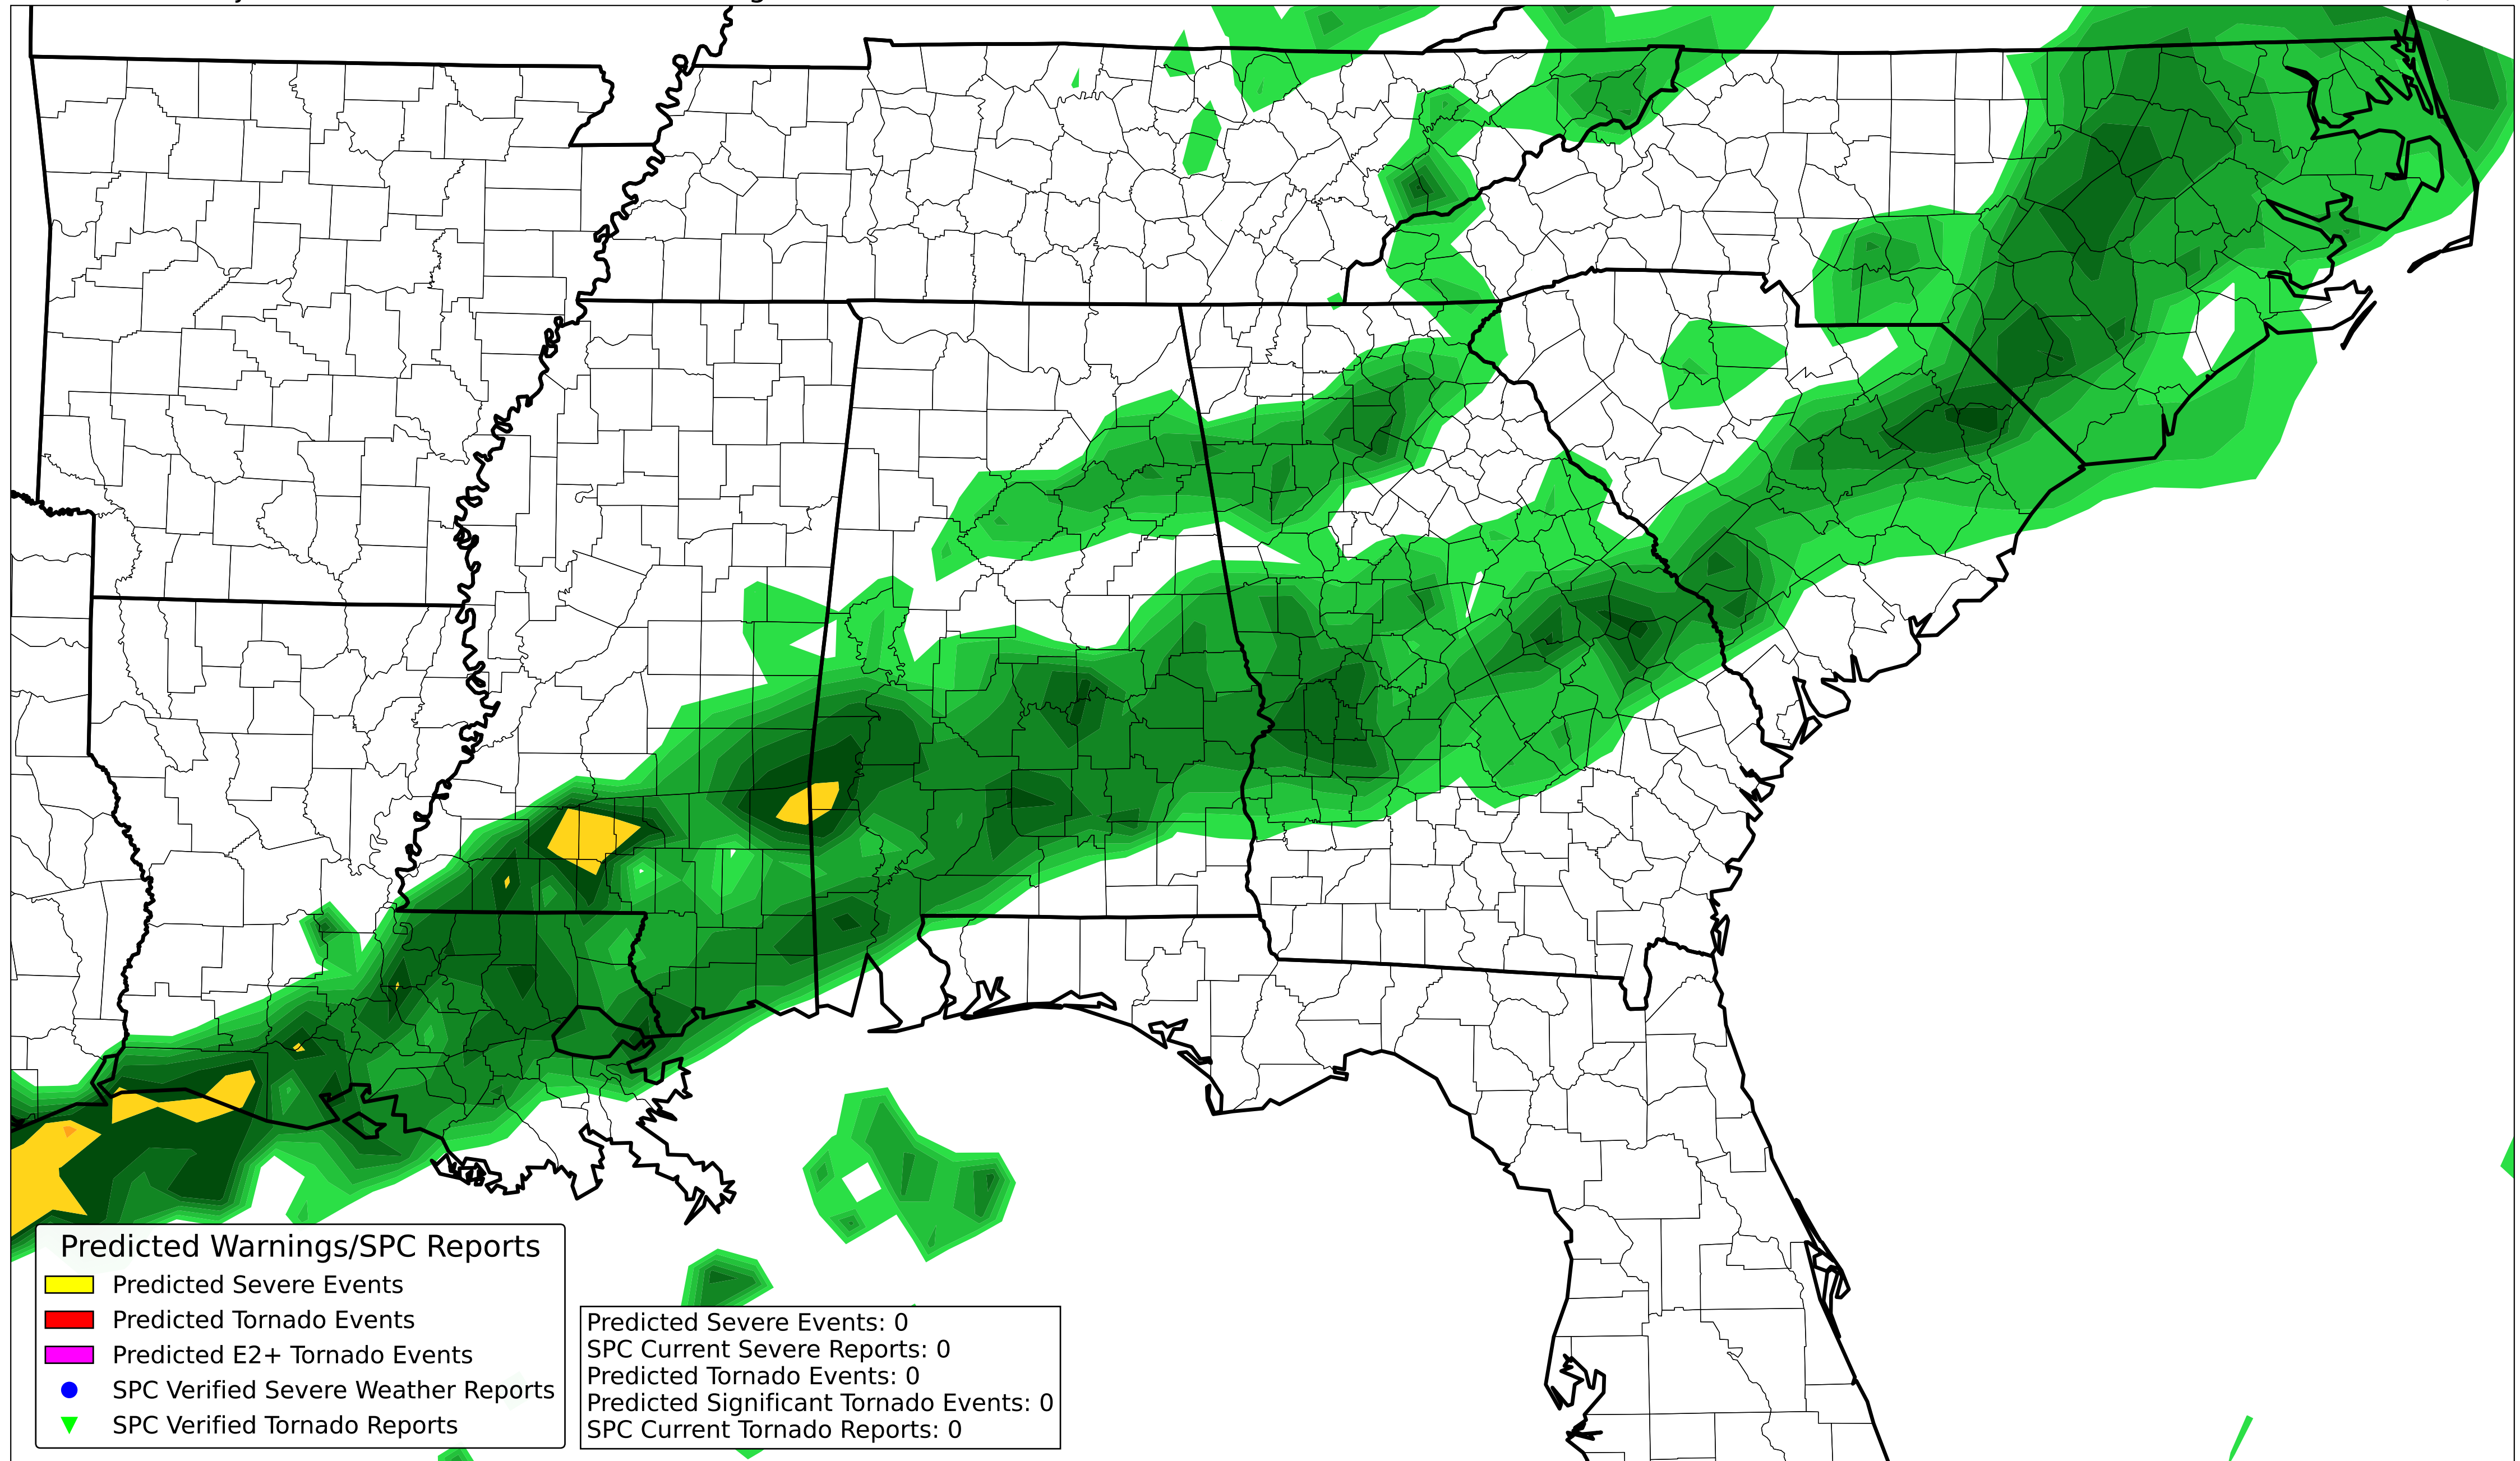 Predicted Warnings/SPC Reports
Predicted Severe Events
Predicted Tornado Events
Predicted E2+ Tornado Events
SPC Verified Severe Weather Reports
SPC Verified Tornado Reports
Predicted Severe Events: 0
SPC Current Severe Reports: 0
Predicted Tornado Events: 0
Predicted Significant Tornado Events: 0
SPC Current Tornado Reports: 0